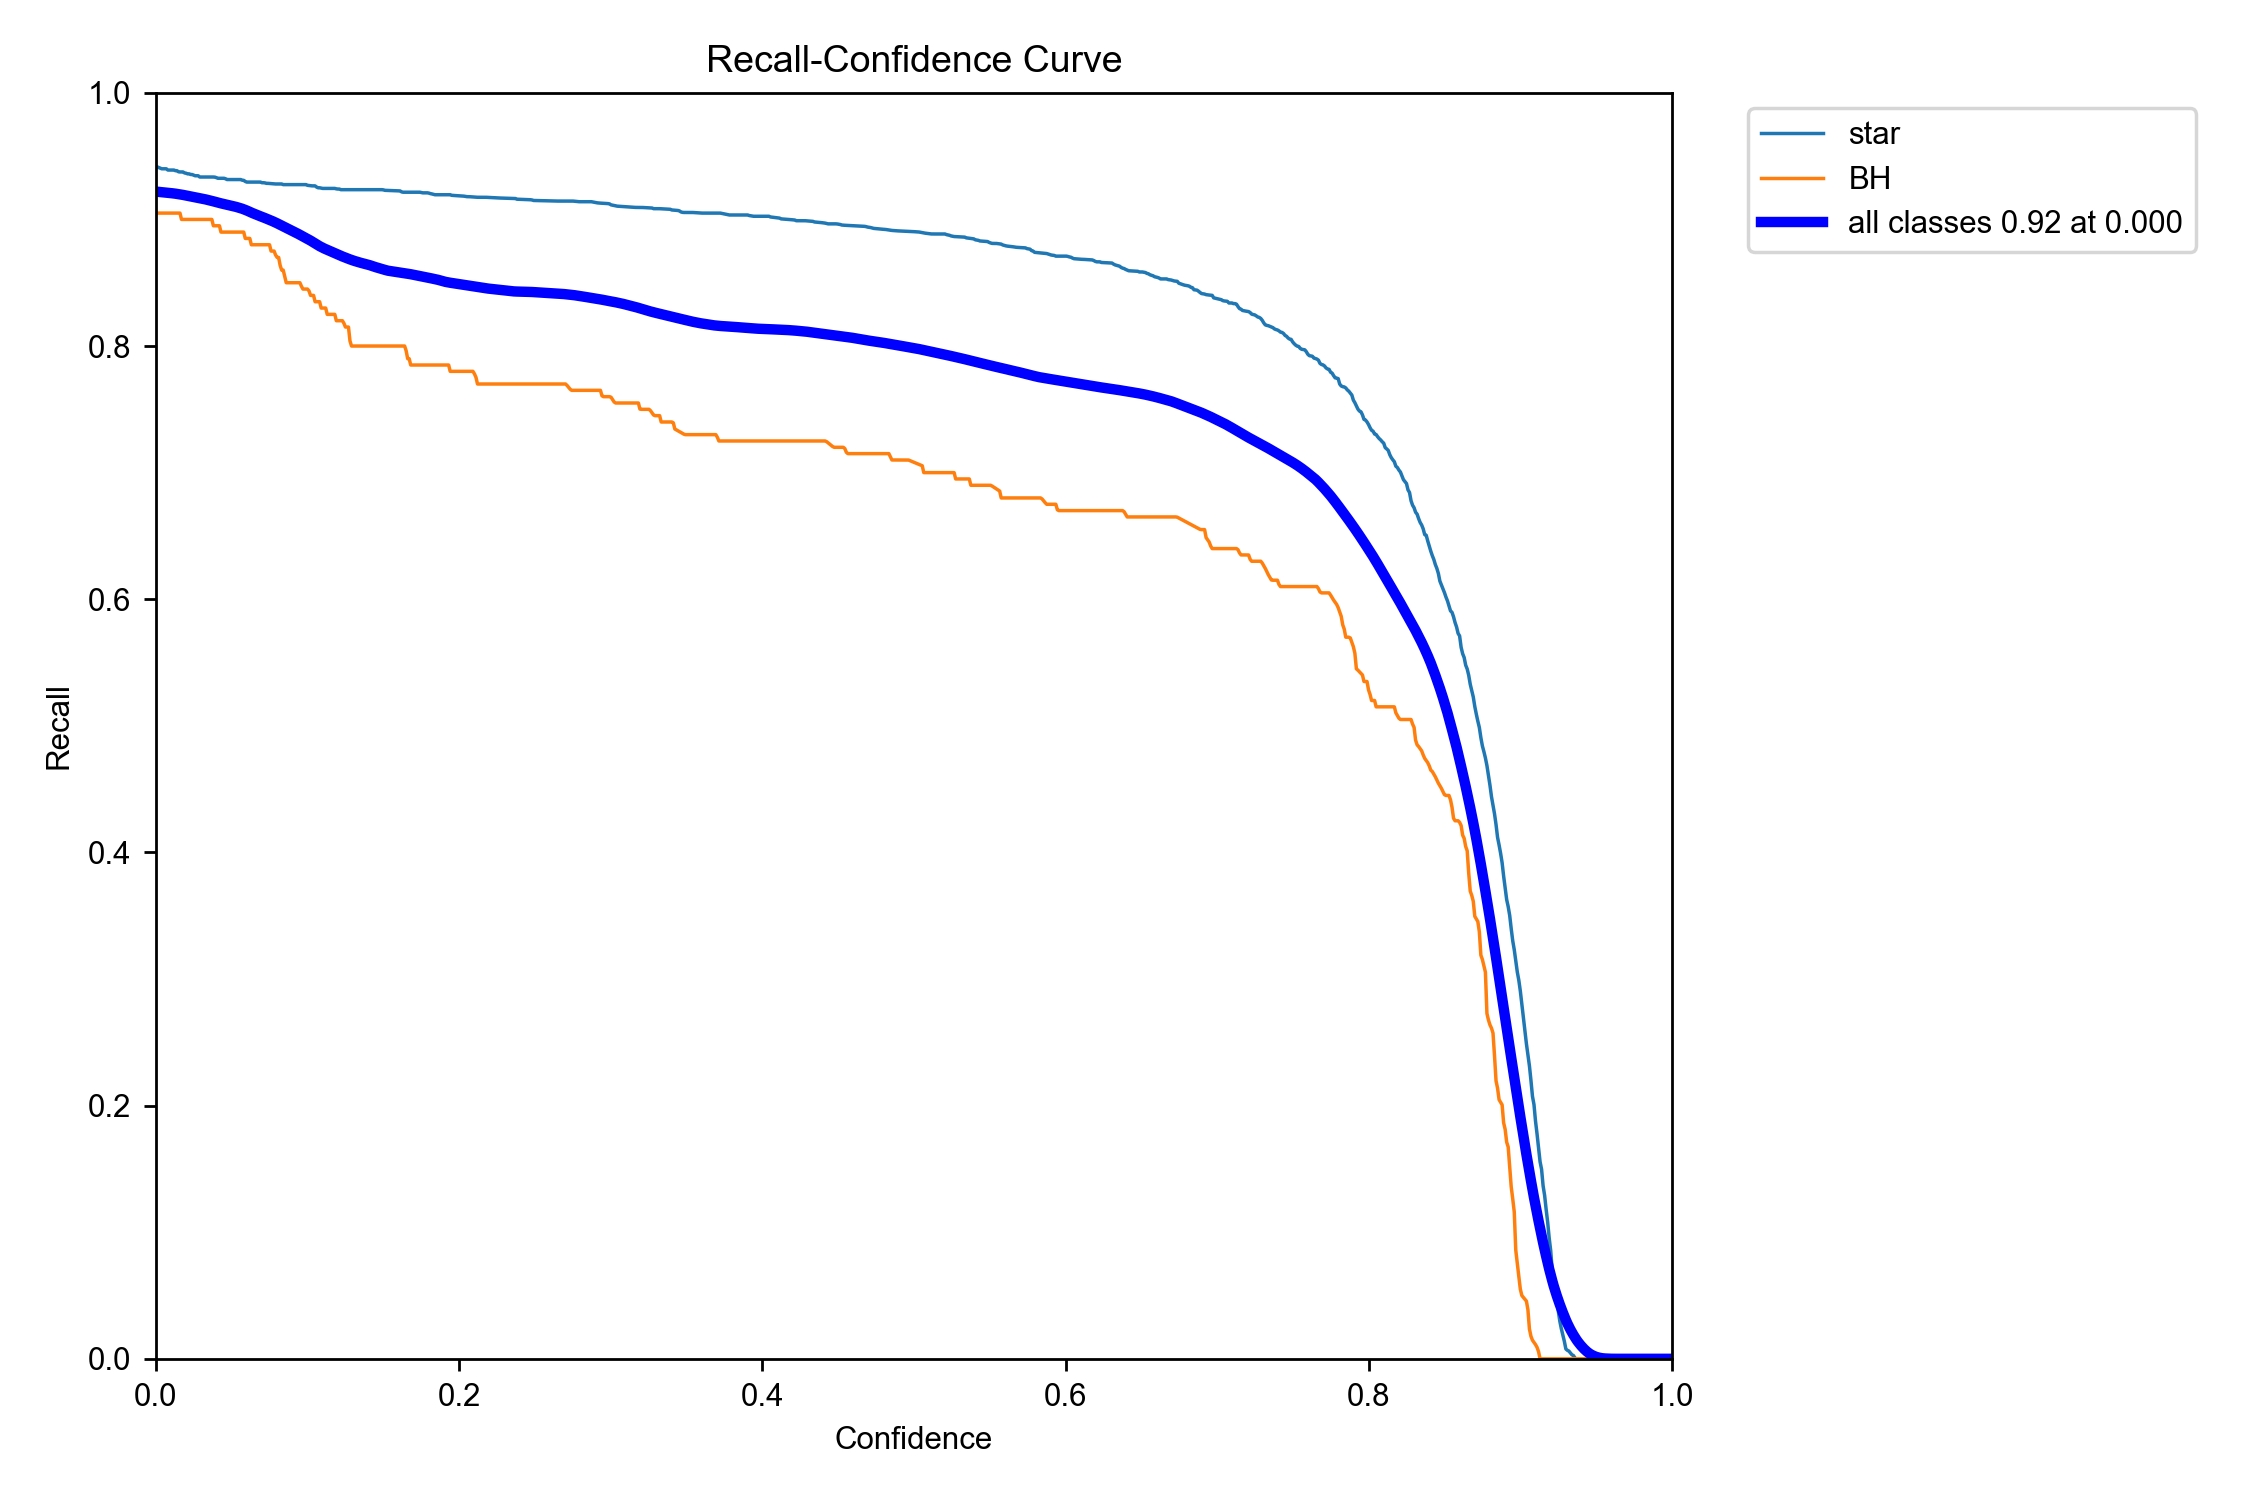 Recall-Confidence Curve
1.0
0.8
0.6
0.4
0.2
0.0
Recall
0.0 0.2 0.4 0.6 0.8 1.0
Confidence
star
BH
all classes 0.92 at 0.000